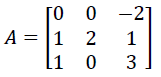 A = [0 0 -2
1 2 1
1 0 3]